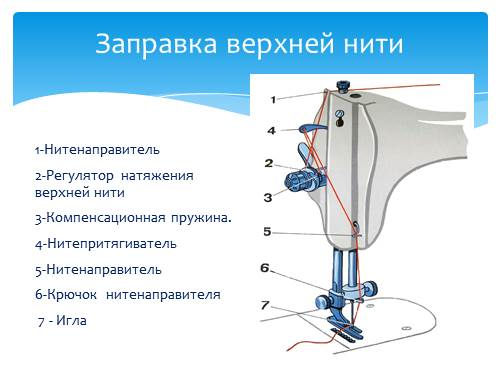 Заправка верхней нити
1-Нитенаправитель
2-Регулятор натяжения
верхней нити
3-Компенсационная пружина.
4-Нитепритягиватель
5-Нитенаправитель
6-Крючок нитенаправителя
7 - Игла
1
4
2
3
5
6
7